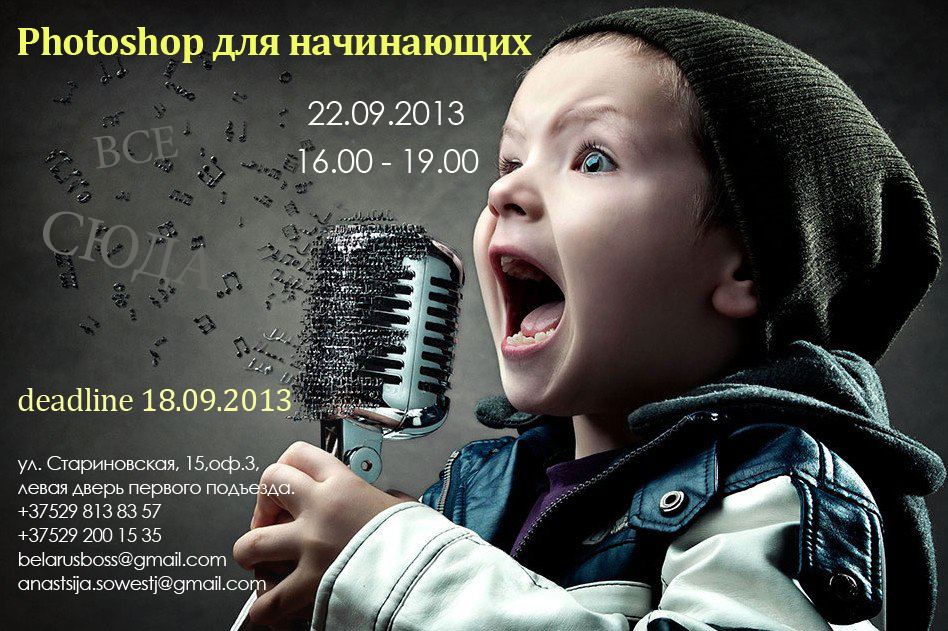 Photoshop для начинающих
22.09.2013
16.00 - 19.00
ВСЕ
СЮДА
deadline 18.09.2013
ул. Стариновская, 15,оф.3,
левая дверь первого подъезда.
+37529 813 83 57
+37529 200 15 35
belarusboss@gmail.com
anastsija.sowestj@gmail.com